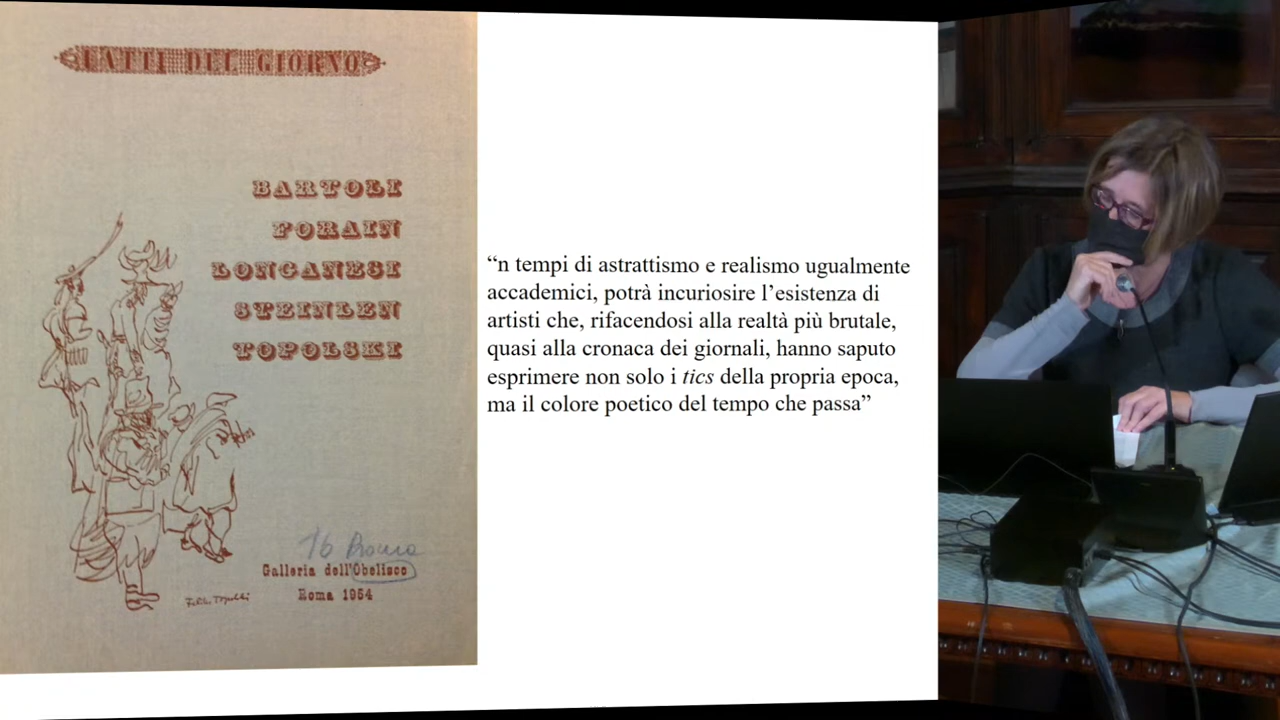 FATTI DEL GIORNO
BARTOLI
FORAIN
LONGANESI
STEINLEN
TOPOLSKI
16 Roma
Galleria dell'Obelisco
Roma 1954
“n tempi di astrattismo e realismo ugualmente
accademici, potrà incuriosire l’esistenza di
artisti che, rifacendosi alla realtà più brutale,
quasi alla cronaca dei giornali, hanno saputo
esprimere non solo i tics della propria epoca,
ma il colore poetico del tempo che passa”